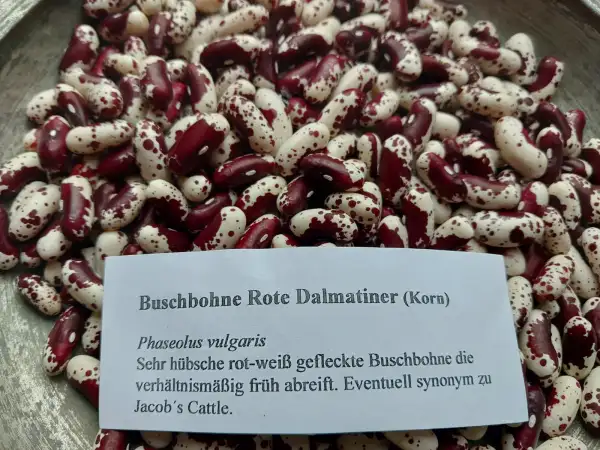 Buschbohne Rote Dalmatiner (Korn)
Phaseolus vulgaris
Sehr hübsche rot-weiß gefleckte Buschbohne die
verhältnismäßig früh abreift. Eventuell synonym zu
Jacob´s Cattle.